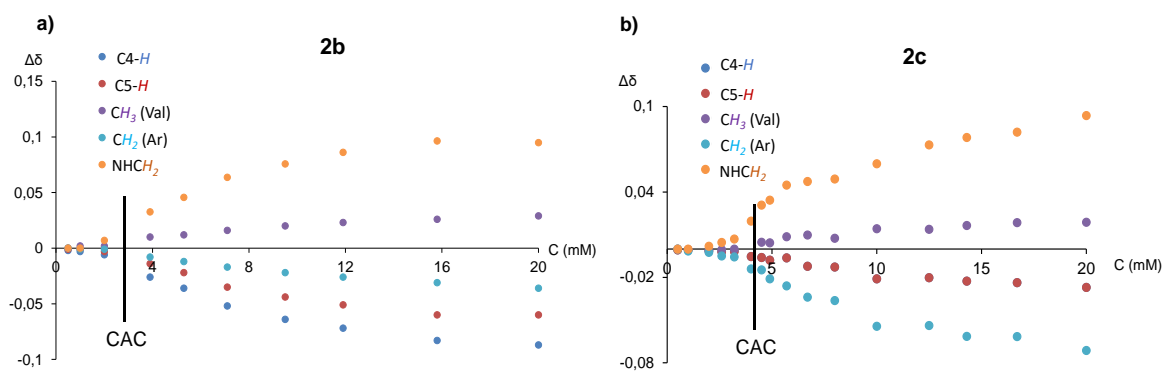 a)
2b
Δδ
C4-H
C5-H
CH3 (Val)
CH2 (Ar)
NHCH2
0,15
0,1
0,05
0
-0,05
-0,1
0
4
8
12
16
20
C (mM)
CAC
b)
2c
Δδ
C4-H
C5-H
CH3 (Val)
CH2 (Ar)
NHCH2
0,1
0,04
-0,02
-0,08
0
5
10
15
20
C (mM)
CAC